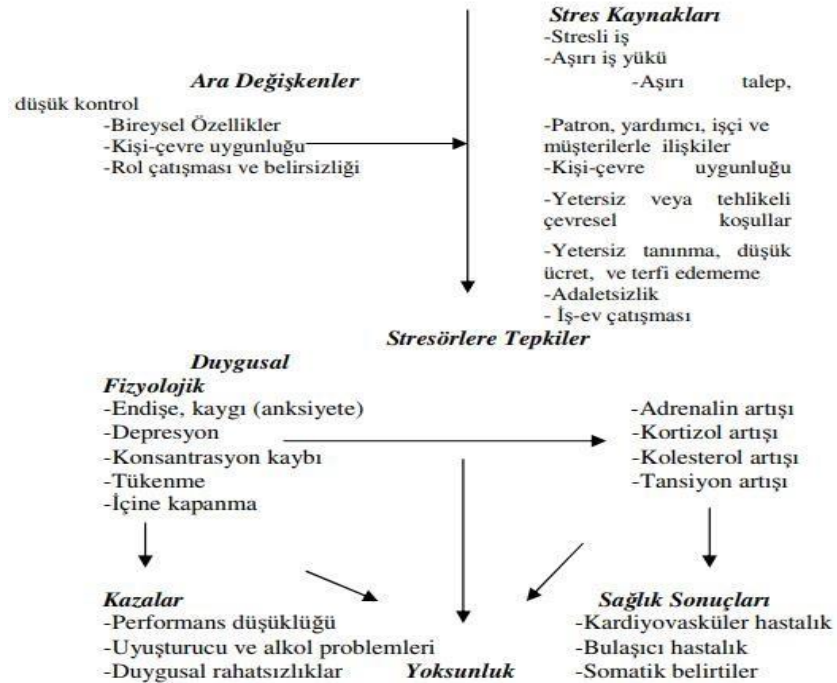 Stres Kaynakları
-Stresli iş
-Aşırı iş yükü
Ara Değişkenler
-Aşırı talep,
düşük kontrol
-Bireysel Özellikler
-Kişi-çevre uygunluğu
-Rol çatışması ve belirsizliği
-Patron, yardımcı, işçi ve
müşterilerle ilişkiler
-Kişi-çevre uygunluğu
-Yetersiz veya tehlikeli
çevresel koşullar
-Yetersiz tanınma, düşük
ücret, ve terfi edememe
-Adaletsizlik
- İş-ev çatışması
Stresörlere Tepkiler
Duygusal
Fizyolojik
-Endişe, kaygı (anksiyete)
-Depresyon
-Konsantrasyon kaybı
-Tükenme
-İçine kapanma
-Adrenalin artışı
-Kortizol artışı
-Kolesterol artışı
-Tansiyon artışı
Kazalar
-Performans düşüklüğü
-Uyuşturucu ve alkol problemleri
-Duygusal rahatsızlıklar
Yoksunluk
Sağlık Sonuçları
-Kardiyovasküler hastalık
-Bulaşıcı hastalık
-Somatik belirtiler